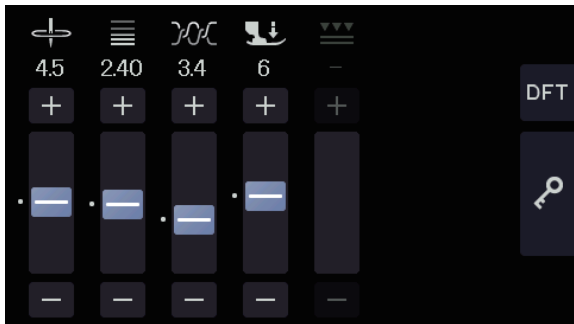 4.5 2.40 3.4 6 –
+ + + + +
DFT
– – – – –